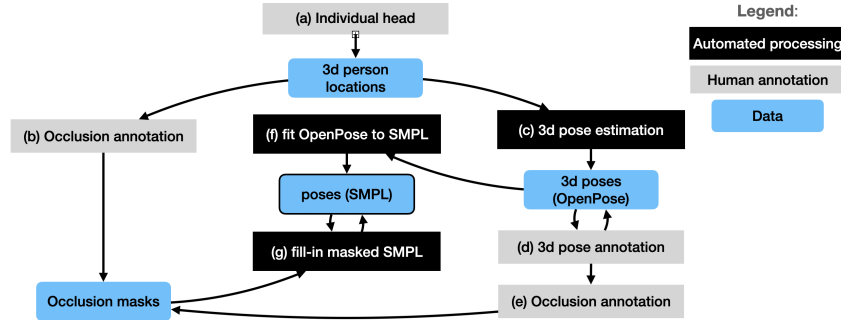 Legend:
(a) Individual head
Automated processing
3d person
locations
Human annotation
Data
(b) Occlusion annotation
(f) fit OpenPose to SMPL
(c) 3d pose estimation
poses (SMPL)
3d poses
(OpenPose)
(g) fill-in masked SMPL
(d) 3d pose annotation
Occlusion masks
(e) Occlusion annotation